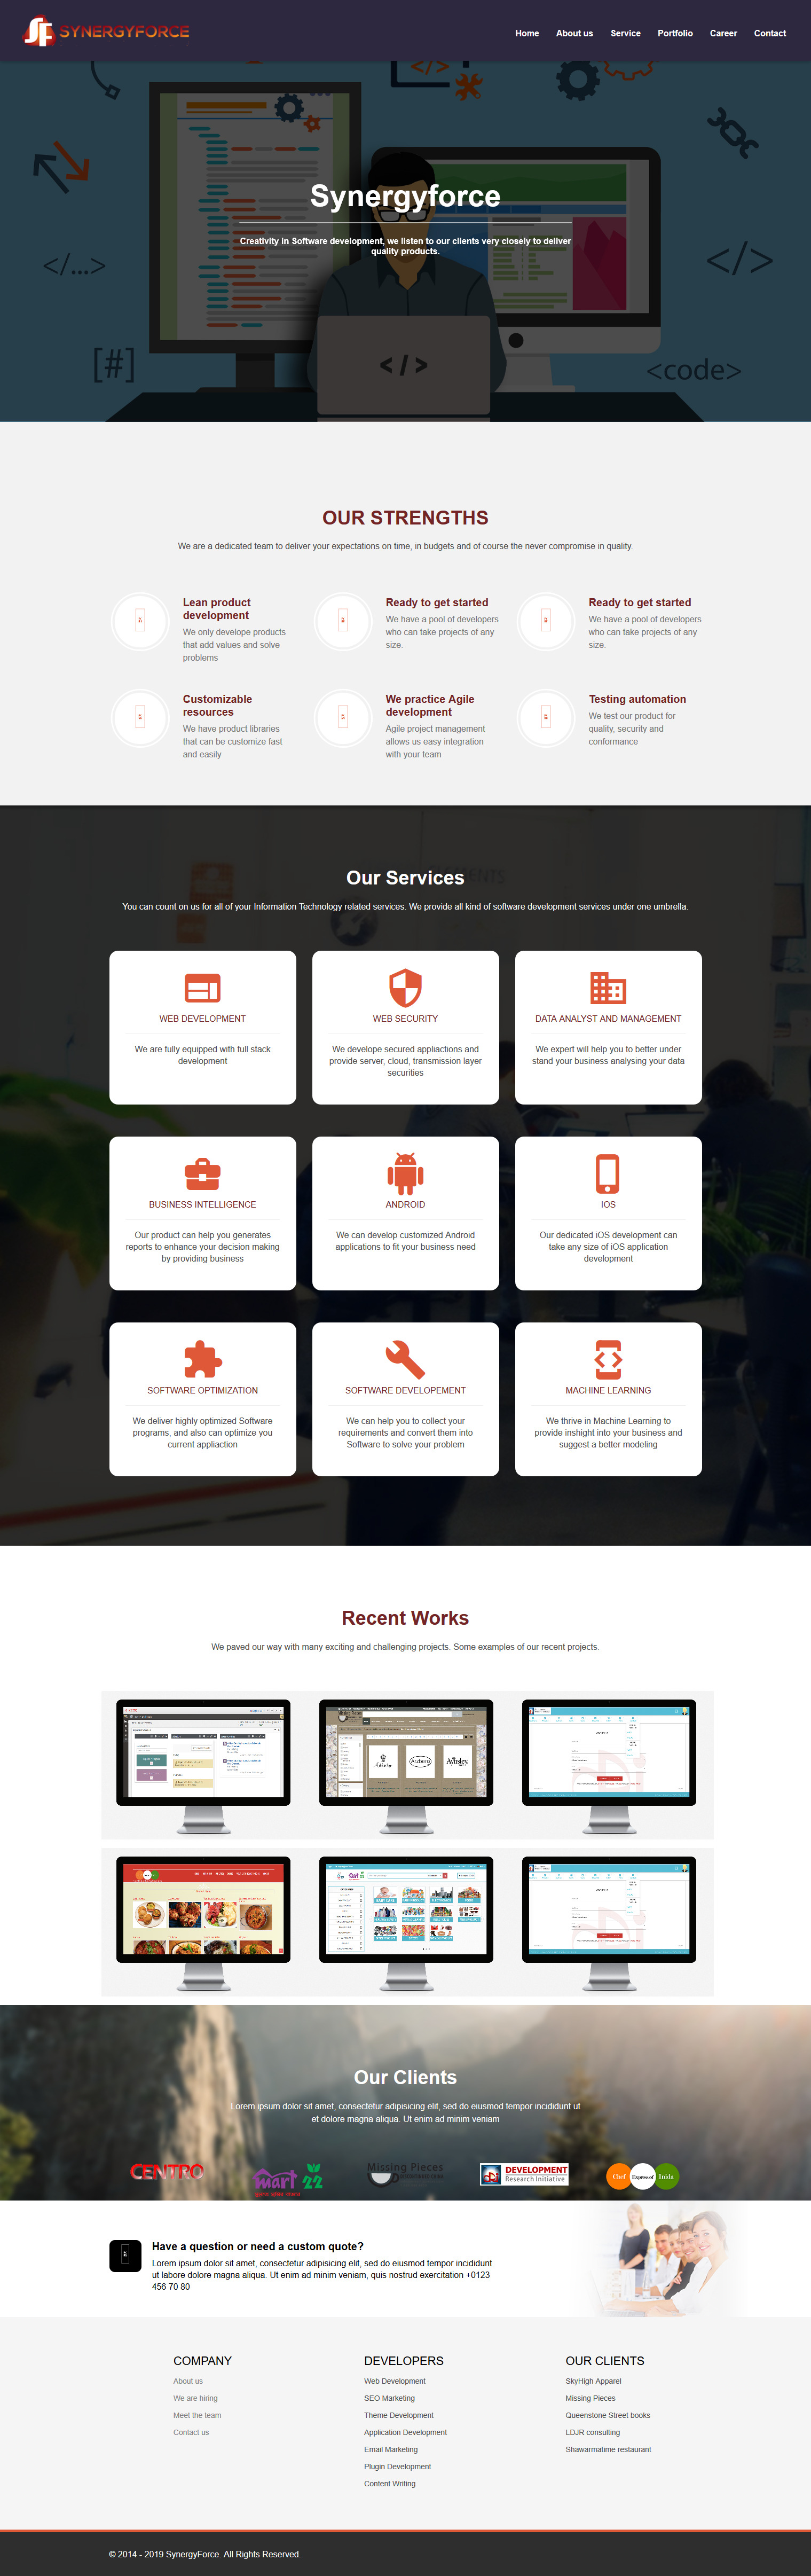 SYNERGYFORCE
Home About us Service Portfolio Career Contact
</>
</...>
</>
[#]
</>
<code>
Synergyforce
Creativity in Software development, we listen to our clients very closely to deliver
quality products.
OUR STRENGTHS
We are a dedicated team to deliver your expectations on time, in budgets and of course the never compromise in quality.
Lean product
development
We only develope products
that add values and solve
problems
Ready to get started
We have a pool of developers
who can take projects of any
size.
Ready to get started
We have a pool of developers
who can take projects of any
size.
Customizable
resources
We have product libraries
that can be customize fast
and easily
We practice Agile
development
Agile project management
allows us easy integration
with your team
Testing automation
We test our product for
quality, security and
conformance
Our Services
You can count on us for all of your Information Technology related services. We provide all kind of software development services under one umbrella.
WEB DEVELOPMENT
We are fully equipped with full stack
development
WEB SECURITY
We develope secured appliactions and
provide server, cloud, transmission layer
securities
DATA ANALYST AND MANAGEMENT
We expert will help you to better under
stand your business analysing your data
BUSINESS INTELLIGENCE
Our product can help you generates
reports to enhance your decision making
by providing business
ANDROID
We can develop customized Android
applications to fit your business need
IOS
Our dedicated iOS development can
take any size of iOS application
development
SOFTWARE OPTIMIZATION
We deliver highly optimized Software
programs, and also can optimize you
current appliaction
SOFTWARE DEVELOPEMENT
We can help you to collect your
requirements and convert them into
Software to solve your problem
MACHINE LEARNING
We thrive in Machine Learning to
provide inshight into your business and
suggest a better modeling
Recent Works
We paved our way with many exciting and challenging projects. Some examples of our recent projects.
Aynsley
Our Clients
Lorem ipsum dolor sit amet, consectetur adipisicing elit, sed do eiusmod tempor incididunt ut
et dolore magna aliqua. Ut enim ad minim veniam
CENTRO
mart 22
Missing Pieces
DEVELOPMENT
Research Initiative
Chef Express of Inida
Have a question or need a custom quote?
Lorem ipsum dolor sit amet, consectetur adipisicing elit, sed do eiusmod tempor incididunt
ut labore dolore magna aliqua. Ut enim ad minim veniam, quis nostrud exercitation +0123
456 70 80
COMPANY
About us
We are hiring
Meet the team
Contact us
DEVELOPERS
Web Development
SEO Marketing
Theme Development
Application Development
Email Marketing
Plugin Development
Content Writing
OUR CLIENTS
SkyHigh Apparel
Missing Pieces
Queenstone Street books
LDJR consulting
Shawarmatime restaurant
© 2014 - 2019 SynergyForce. All Rights Reserved.